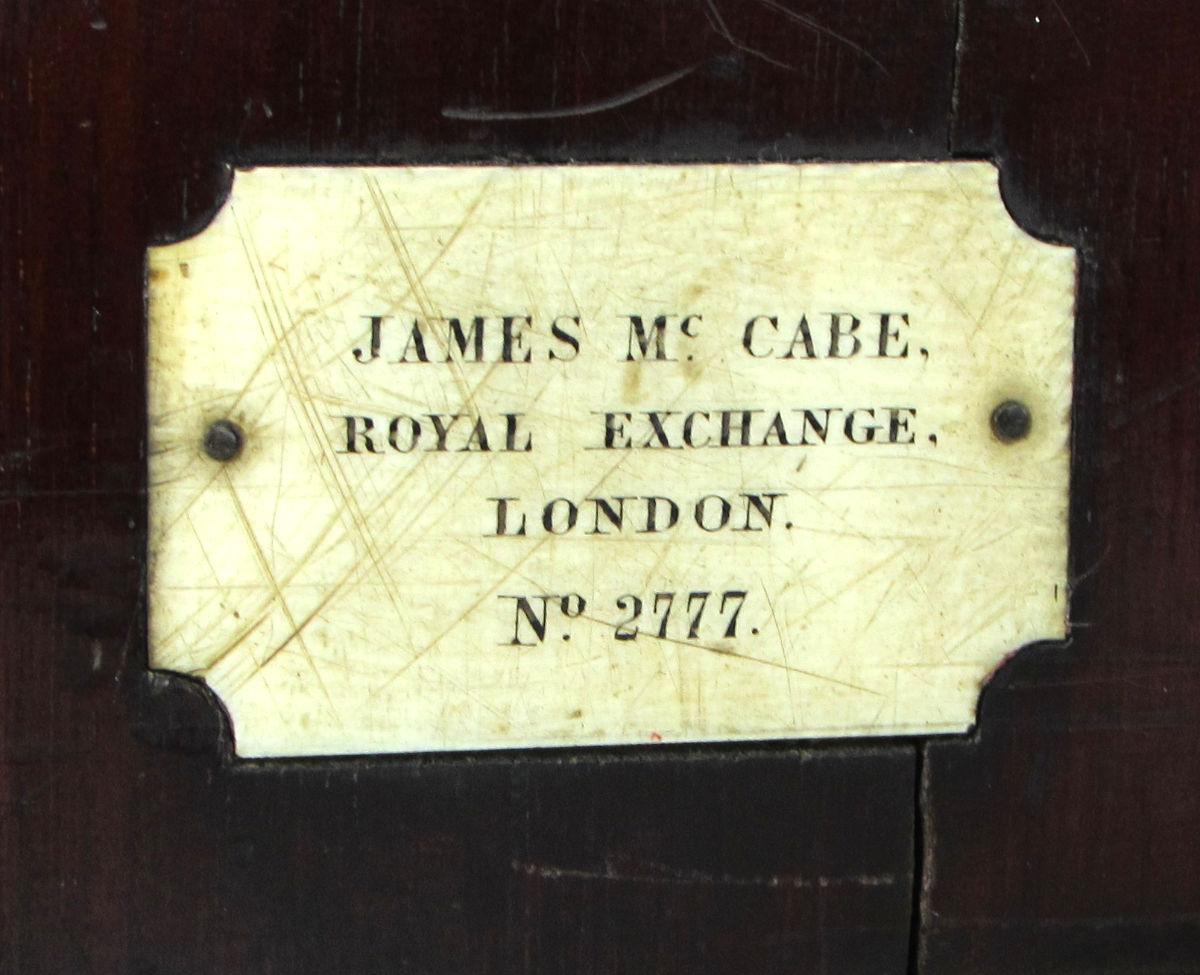 JAMES Mᶜ. CABE,
ROYAL EXCHANGE,
LONDON.
Nº. 2777.